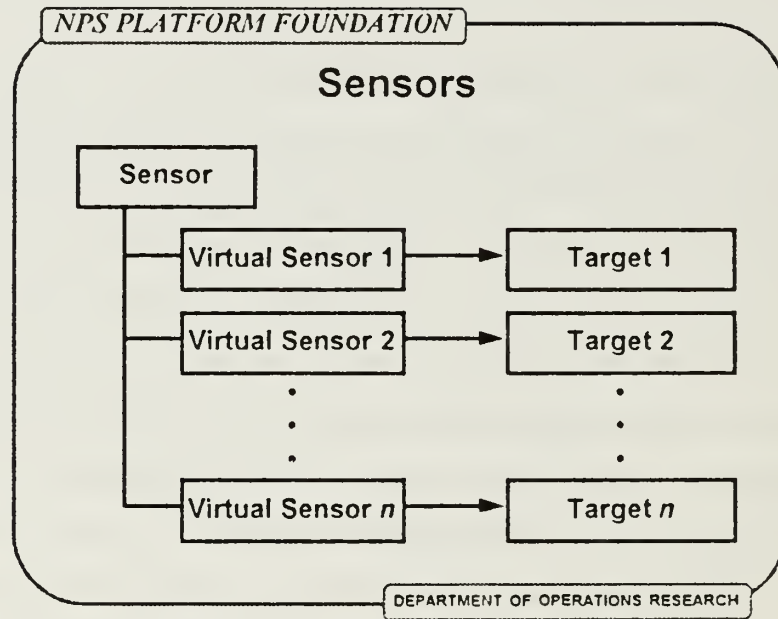 NPS PLATFORM FOUNDATION
Sensors
Sensor
Virtual Sensor 1
Target 1
Virtual Sensor 2
Target 2
Virtual Sensor n
Target n
DEPARTMENT OF OPERATIONS RESEARCH